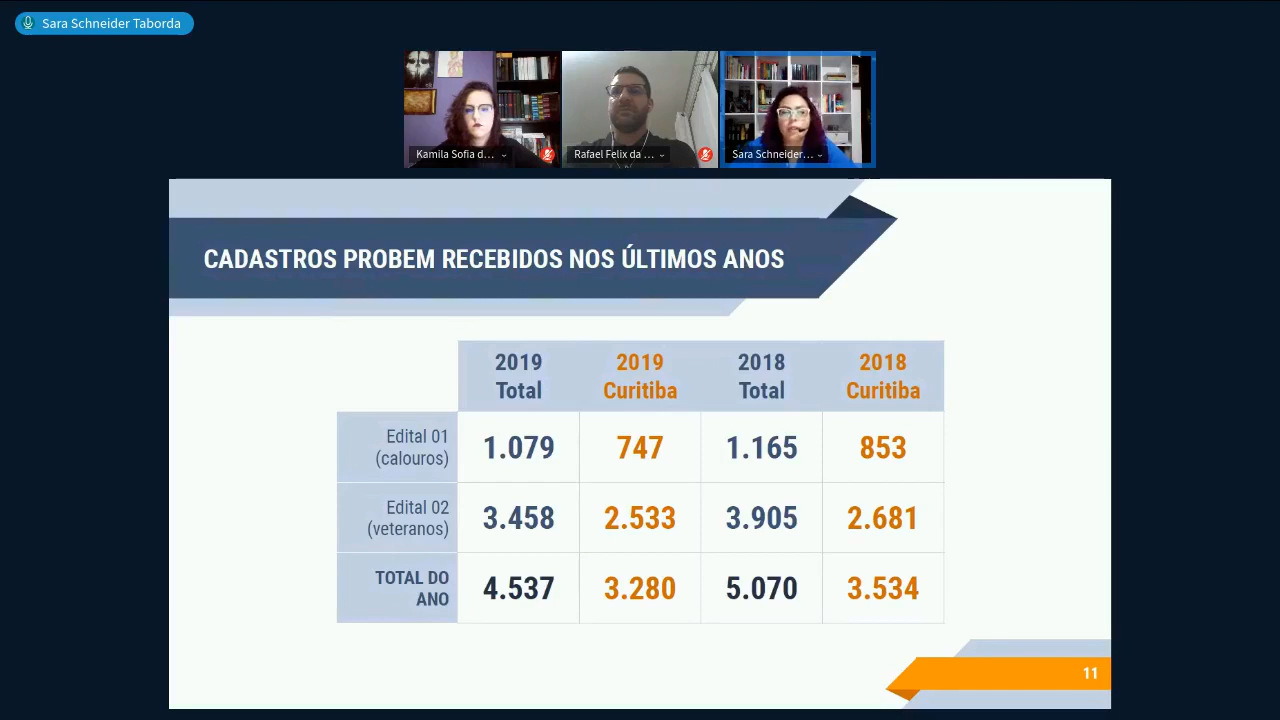 Sara Schneider Taborda
Kamila Sofia d...
Rafael Felix da ...
Sara Schneider...
CADASTROS PROBEM RECEBIDOS NOS ÚLTIMOS ANOS
2019 Total
2019 Curitiba
2018 Total
2018 Curitiba
Edital 01 (calouros)
1.079
747
1.165
853
Edital 02 (veteranos)
3.458
2.533
3.905
2.681
TOTAL DO ANO
4.537
3.280
5.070
3.534
11